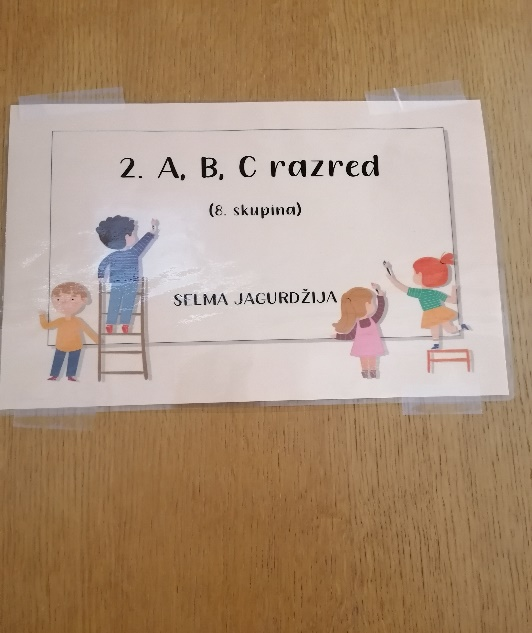 2. A, B, C razred
(8. skupina)
SELMA JAGURDŽIJA